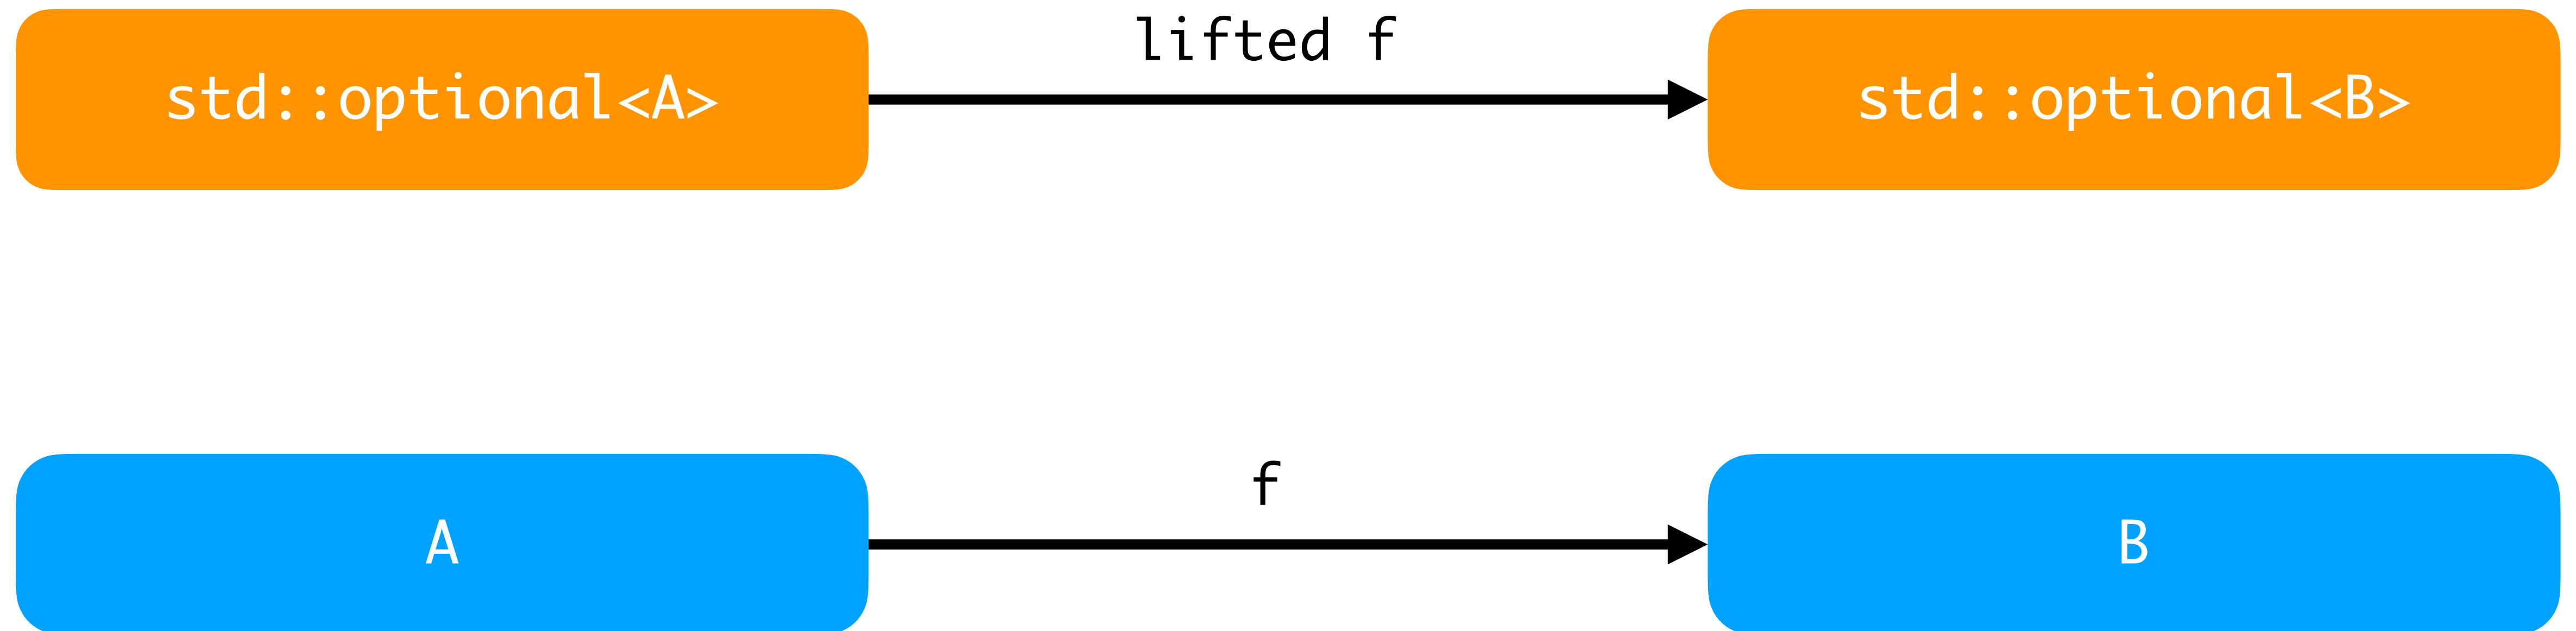 lifted f
std::optional<A>
std::optional<B>
f
A
B